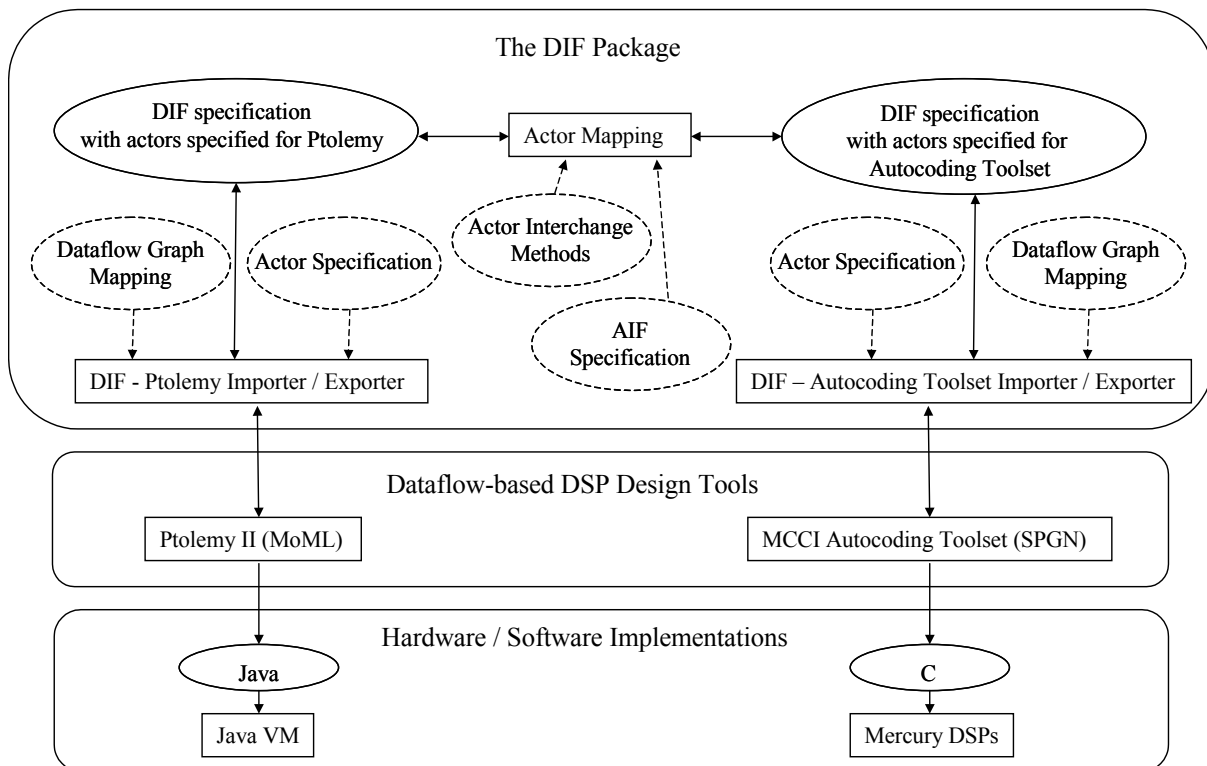 The DIF Package
DIF specification
with actors specified for Ptolemy
Actor Mapping
DIF specification
with actors specified for
Autocoding Toolset
Dataflow Graph
Mapping
Actor Specification
Actor Interchange
Methods
AIF
Specification
Actor Specification
Dataflow Graph
Mapping
DIF - Ptolemy Importer / Exporter
DIF – Autocoding Toolset Importer / Exporter
Dataflow-based DSP Design Tools
Ptolemy II (MoML)
MCCI Autocoding Toolset (SPGN)
Hardware / Software Implementations
Java
C
Java VM
Mercury DSPs